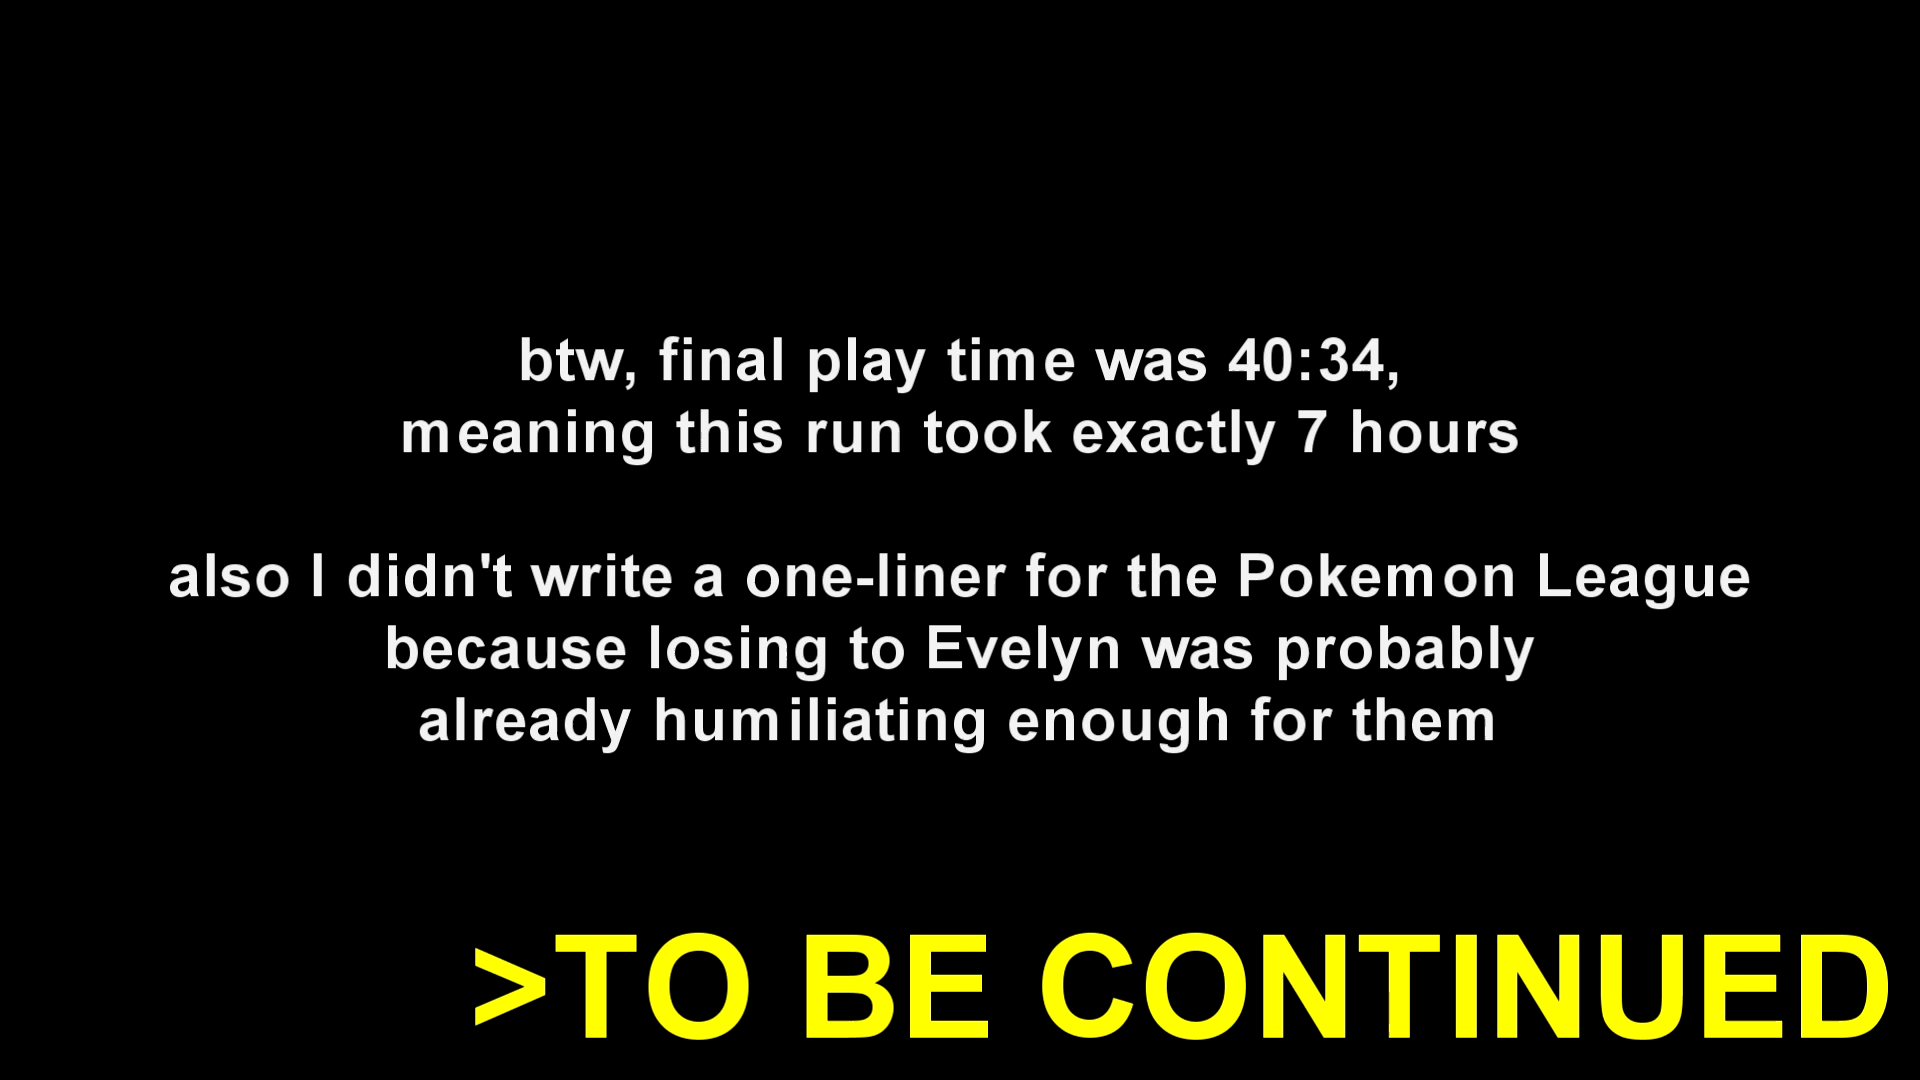 btw, final play time was 40:34,
meaning this run took exactly 7 hours
also I didn't write a one-liner for the Pokemon League
because losing to Evelyn was probably
already humiliating enough for them
>TO BE CONTINUED